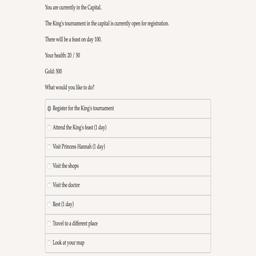 You are currently in the Capital.
The King's tournament in the capital is currently open for registration.
There will be a feast on day 100.
Your health: 20 / 30
Gold: 500
What would you like to do?
Register for the King's tournament
Attend the King's feast (1 day)
Visit Princess Hannah (1 day)
Visit the shops
Visit the doctor
Rest (1 day)
Travel to a different place
Look at your map